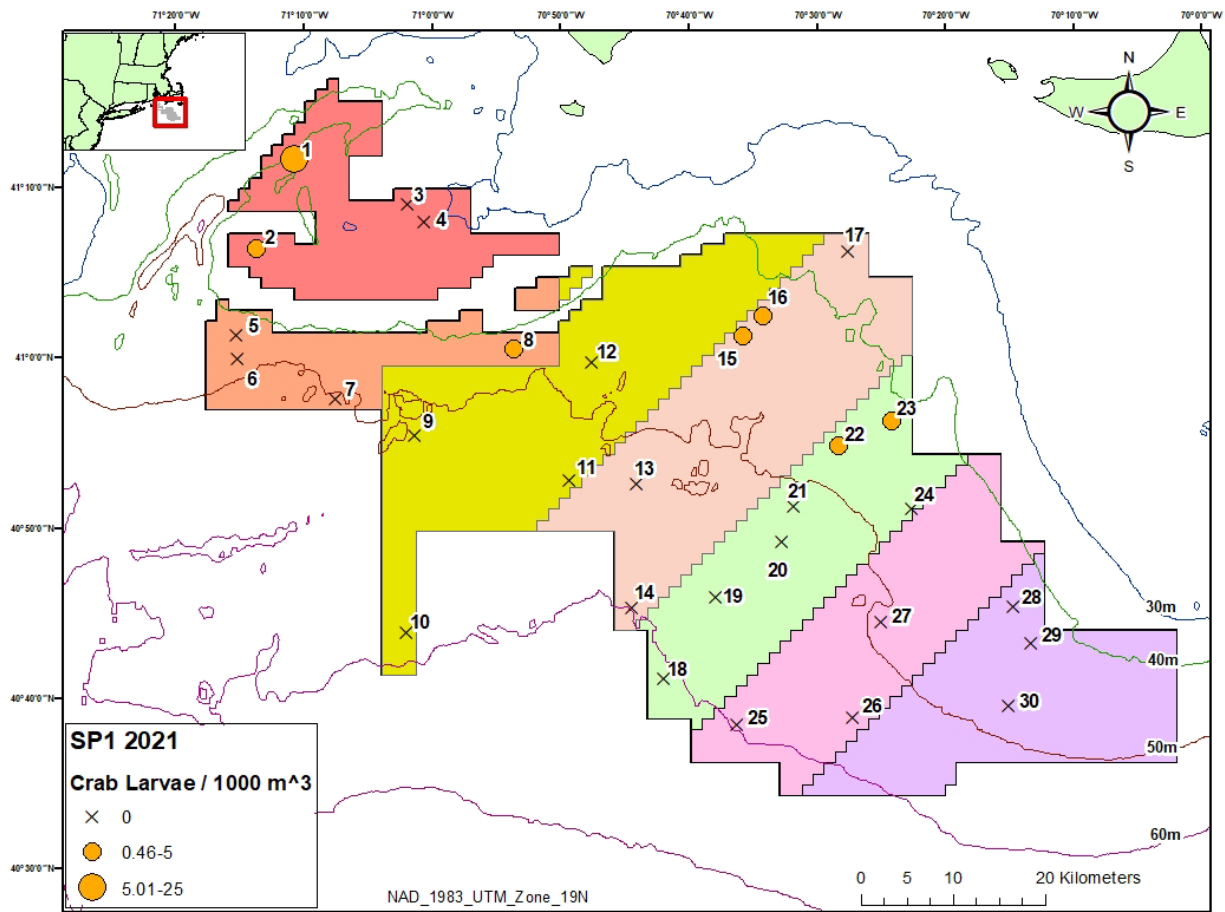 71°20'0"W 71°10'0"W 71°0'0"W 70°50'0"W 70°40'0"W 70°30'0"W 70°20'0"W 70°10'0"W 70°0'0"W
N
W E
S
1
41°10'0"N
3
4
2
17
16
5
8
41°0'0"N
12
15
6
7
23
9
22
11
13
21
24
40°50'0"N
20
14
19
28
30m
27
10
29
18
40m
40°40'0"N
25
26
30
50m
60m
SP1 2021
Crab Larvae / 1000 m^3
0
0.46-5
5.01-25
40°30'0"N
NAD_1983_UTM_Zone_19N
0 5 10 20 Kilometers